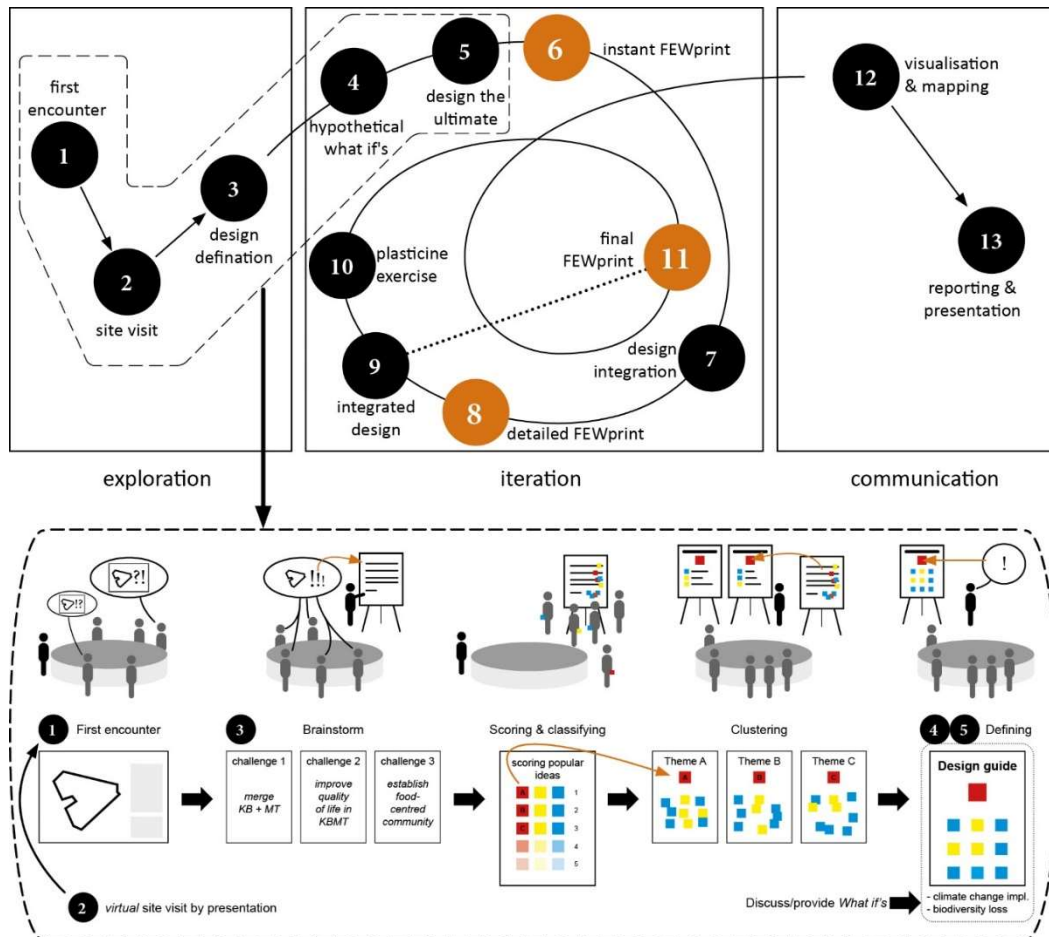 1
first
encounter
2
site visit
3
design
defination
4
hypothetical
what if's
5
design the
ultimate
6
instant FEWprint
7
design
integration
8
detailed FEWprint
9
integrated
design
10
plasticine
exercise
11
final
FEWprint
12
visualisation
& mapping
13
reporting &
presentation
exploration
iteration
communication
!?
?!
!!!
!
1 First encounter
3 Brainstorm
challenge 1
merge
KB + MT
challenge 2
improve
quality
of life in
KBMT
challenge 3
establish
food-
centred
community
Scoring & classifying
scoring popular
ideas
A 1
B 2
C 3
4
5
Clustering
Theme A
A
Theme B
B
Theme C
C
4 5 Defining
Design guide
2 virtual site visit by presentation
Discuss/provide What if's
- climate change impl.
- biodiversity loss